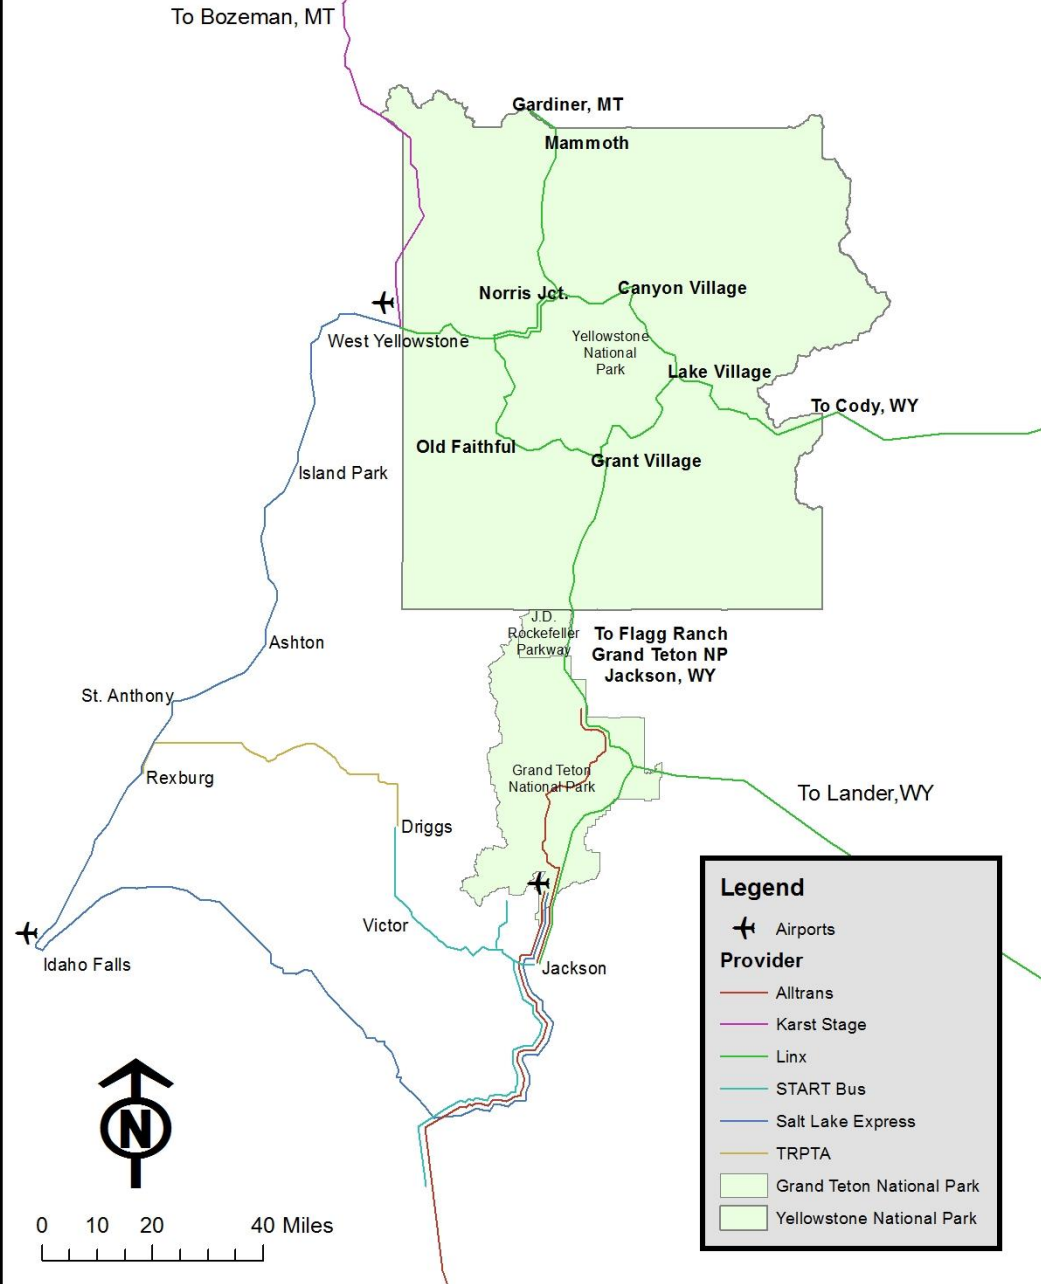 To Bozeman, MT
Gardiner, MT
Mammoth
Norris Jct.
Canyon Village
West Yellowstone
Yellowstone
National
Park
Lake Village
To Cody, WY
Old Faithful
Grant Village
Island Park
J.D.
Rockefeller
Parkway
To Flagg Ranch
Grand Teton NP
Jackson, WY
Ashton
St. Anthony
Rexburg
Grand Teton
National Park
To Lander,WY
Driggs
Victor
Idaho Falls
Jackson
Legend
Airports
Provider
Alltrans
Karst Stage
Linx
START Bus
Salt Lake Express
TRPTA
Grand Teton National Park
Yellowstone National Park
N
0 10 20 40 Miles